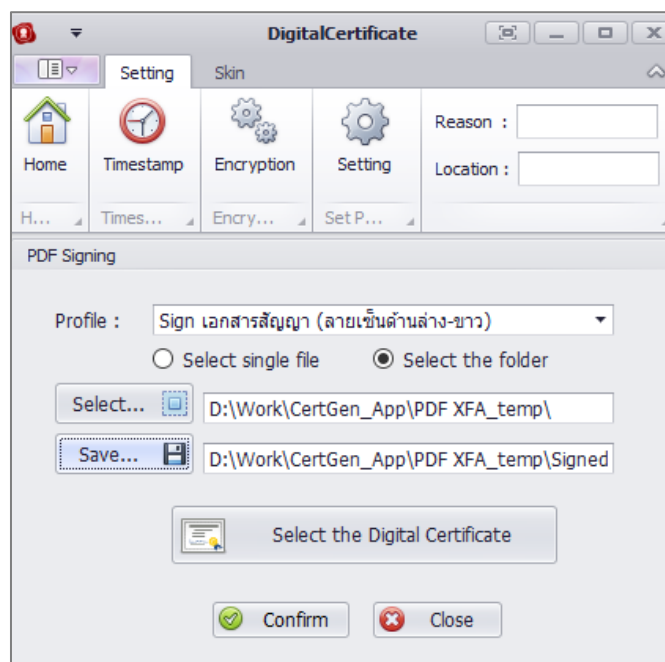 DigitalCertificate
Setting Skin
Home Timestamp Encryption Setting
Reason :
Location :
H... Times... Encry... Set P...
PDF Signing
Profile : Sign เอกสารสัญญา (ลายเซ็นด้านล่าง-ขาว)
Select single file Select the folder
Select... D:\Work\CertGen_App\PDF XFA_temp\
Save... D:\Work\CertGen_App\PDF XFA_temp\Signed
Select the Digital Certificate
Confirm Close